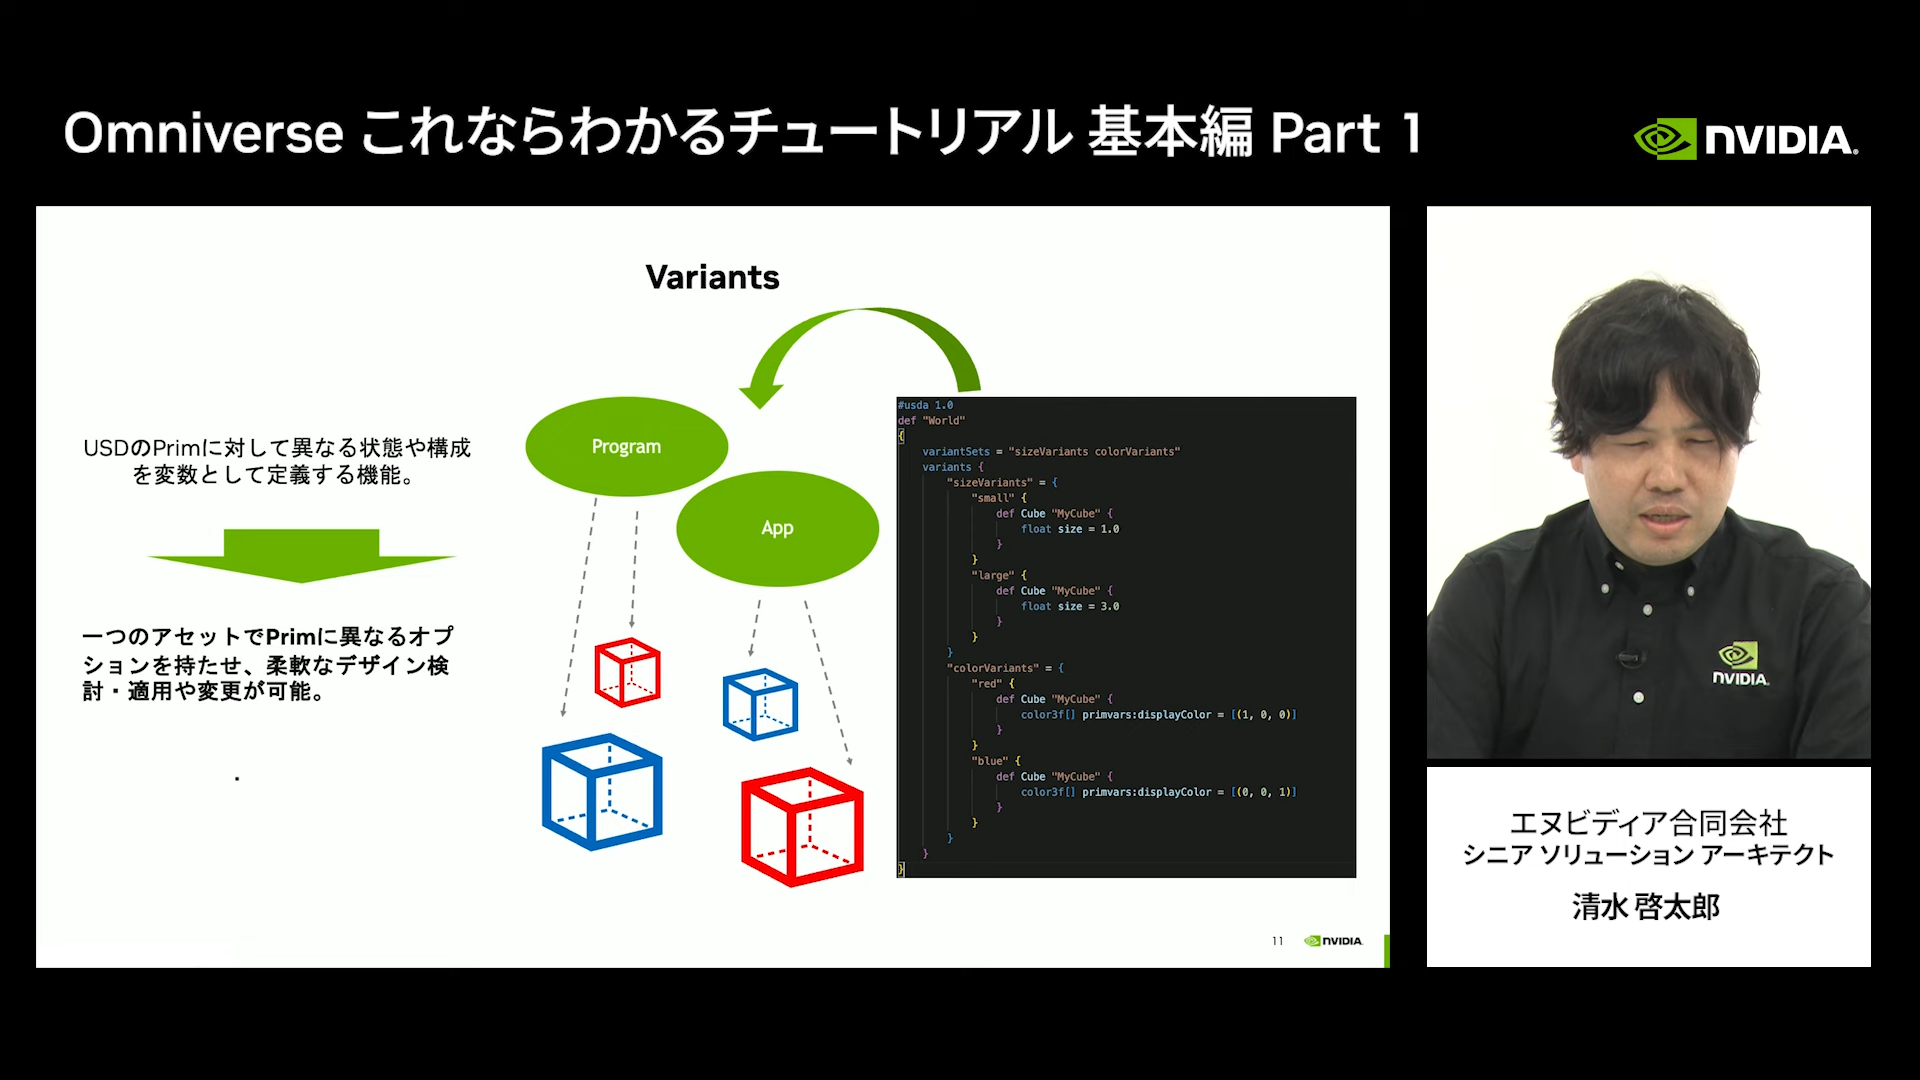 Omniverse これならわかるチュートリアル 基本編 Part 1
NVIDIA.
Variants
USDのPrimに対して異なる状態や構成
を変数として定義する機能。
一つのアセットでPrimに異なるオプ
ションを持たせ、柔軟なデザイン検
討・適用や変更が可能。
.
Program
App
#usda 1.0
def "World"
{
variantSets = "sizeVariants colorVariants"
variants {
"sizeVariants" = {
"small" {
def Cube "MyCube" {
float size = 1.0
}
}
"large" {
def Cube "MyCube" {
float size = 3.0
}
}
}
"colorVariants" = {
"red" {
def Cube "MyCube" {
color3f[] primvars:displayColor = [(1, 0, 0)]
}
}
"blue" {
def Cube "MyCube" {
color3f[] primvars:displayColor = [(0, 0, 1)]
}
}
}
}
}
11
NVIDIA.
NVIDIA.
エヌビディア合同会社
シニア ソリューション アーキテクト
清水 啓太郎